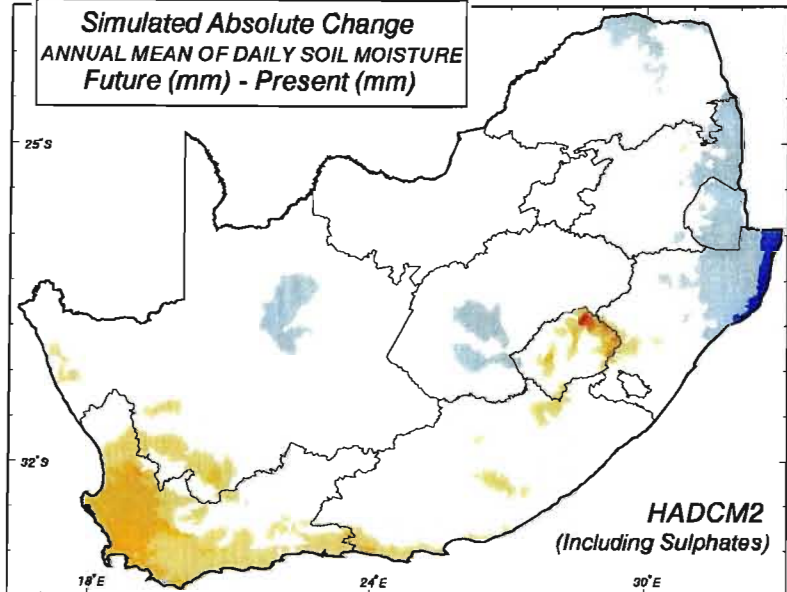 Simulated Absolute Change
ANNUAL MEAN OF DAILY SOIL MOISTURE
Future (mm) - Present (mm)
25°S
32°S
HADCM2
(Including Sulphates)
18°E
24°E
30°E